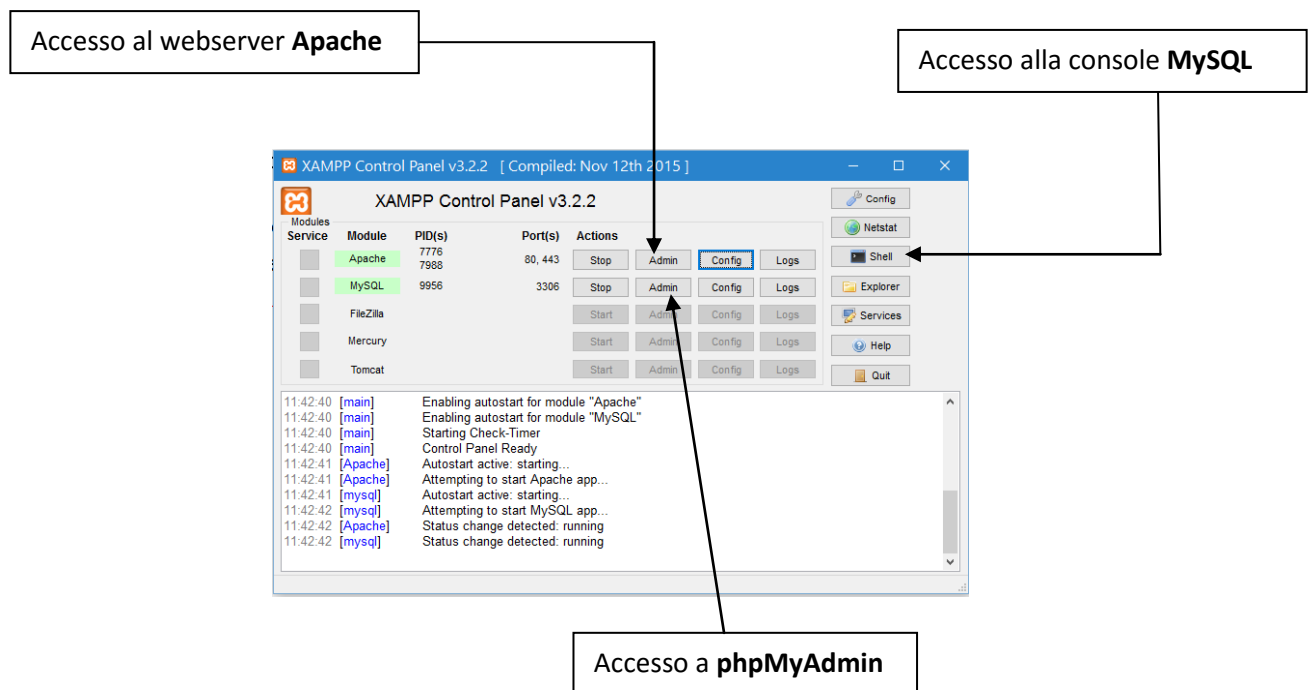 Accesso al webserver Apache
Accesso alla console MySQL
XAMPP Control Panel v3.2.2 [ Compiled: Nov 12th 2015 ]
XAMPP Control Panel v3.2.2
Config
Netstat
Shell
Explorer
Services
Help
Quit
Modules
Service Module PID(s) Port(s) Actions
Apache 7776 7988 80, 443 Stop Admin Config Logs
MySQL 9956 3306 Stop Admin Config Logs
FileZilla Start Admin Config Logs
Mercury Start Admin Config Logs
Tomcat Start Admin Config Logs
11:42:40 [main] Enabling autostart for module "Apache"
11:42:40 [main] Enabling autostart for module "MySQL"
11:42:40 [main] Starting Check-Timer
11:42:40 [main] Control Panel Ready
11:42:41 [Apache] Autostart active: starting...
11:42:41 [Apache] Attempting to start Apache app...
11:42:41 [mysql] Autostart active: starting...
11:42:42 [mysql] Attempting to start MySQL app...
11:42:42 [Apache] Status change detected: running
11:42:42 [mysql] Status change detected: running
Accesso a phpMyAdmin